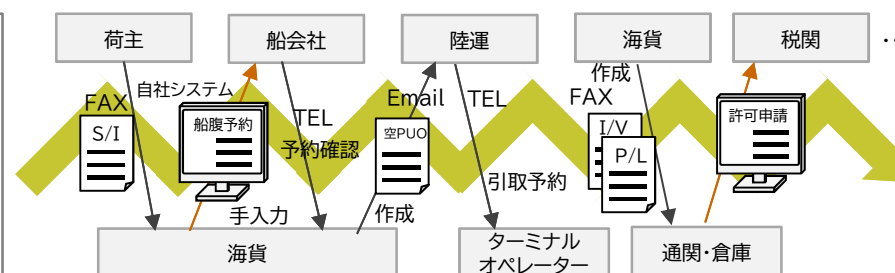 荷主
船会社
陸運
海貨
税関
‥
自社システム
FAX
S/I
船腹予約
手入力
TEL
予約確認
Email
空PUO
作成
TEL
引取予約
作成
FAX
I/V
P/L
許可申請
海貨
ターミナル
オペレーター
通関・倉庫